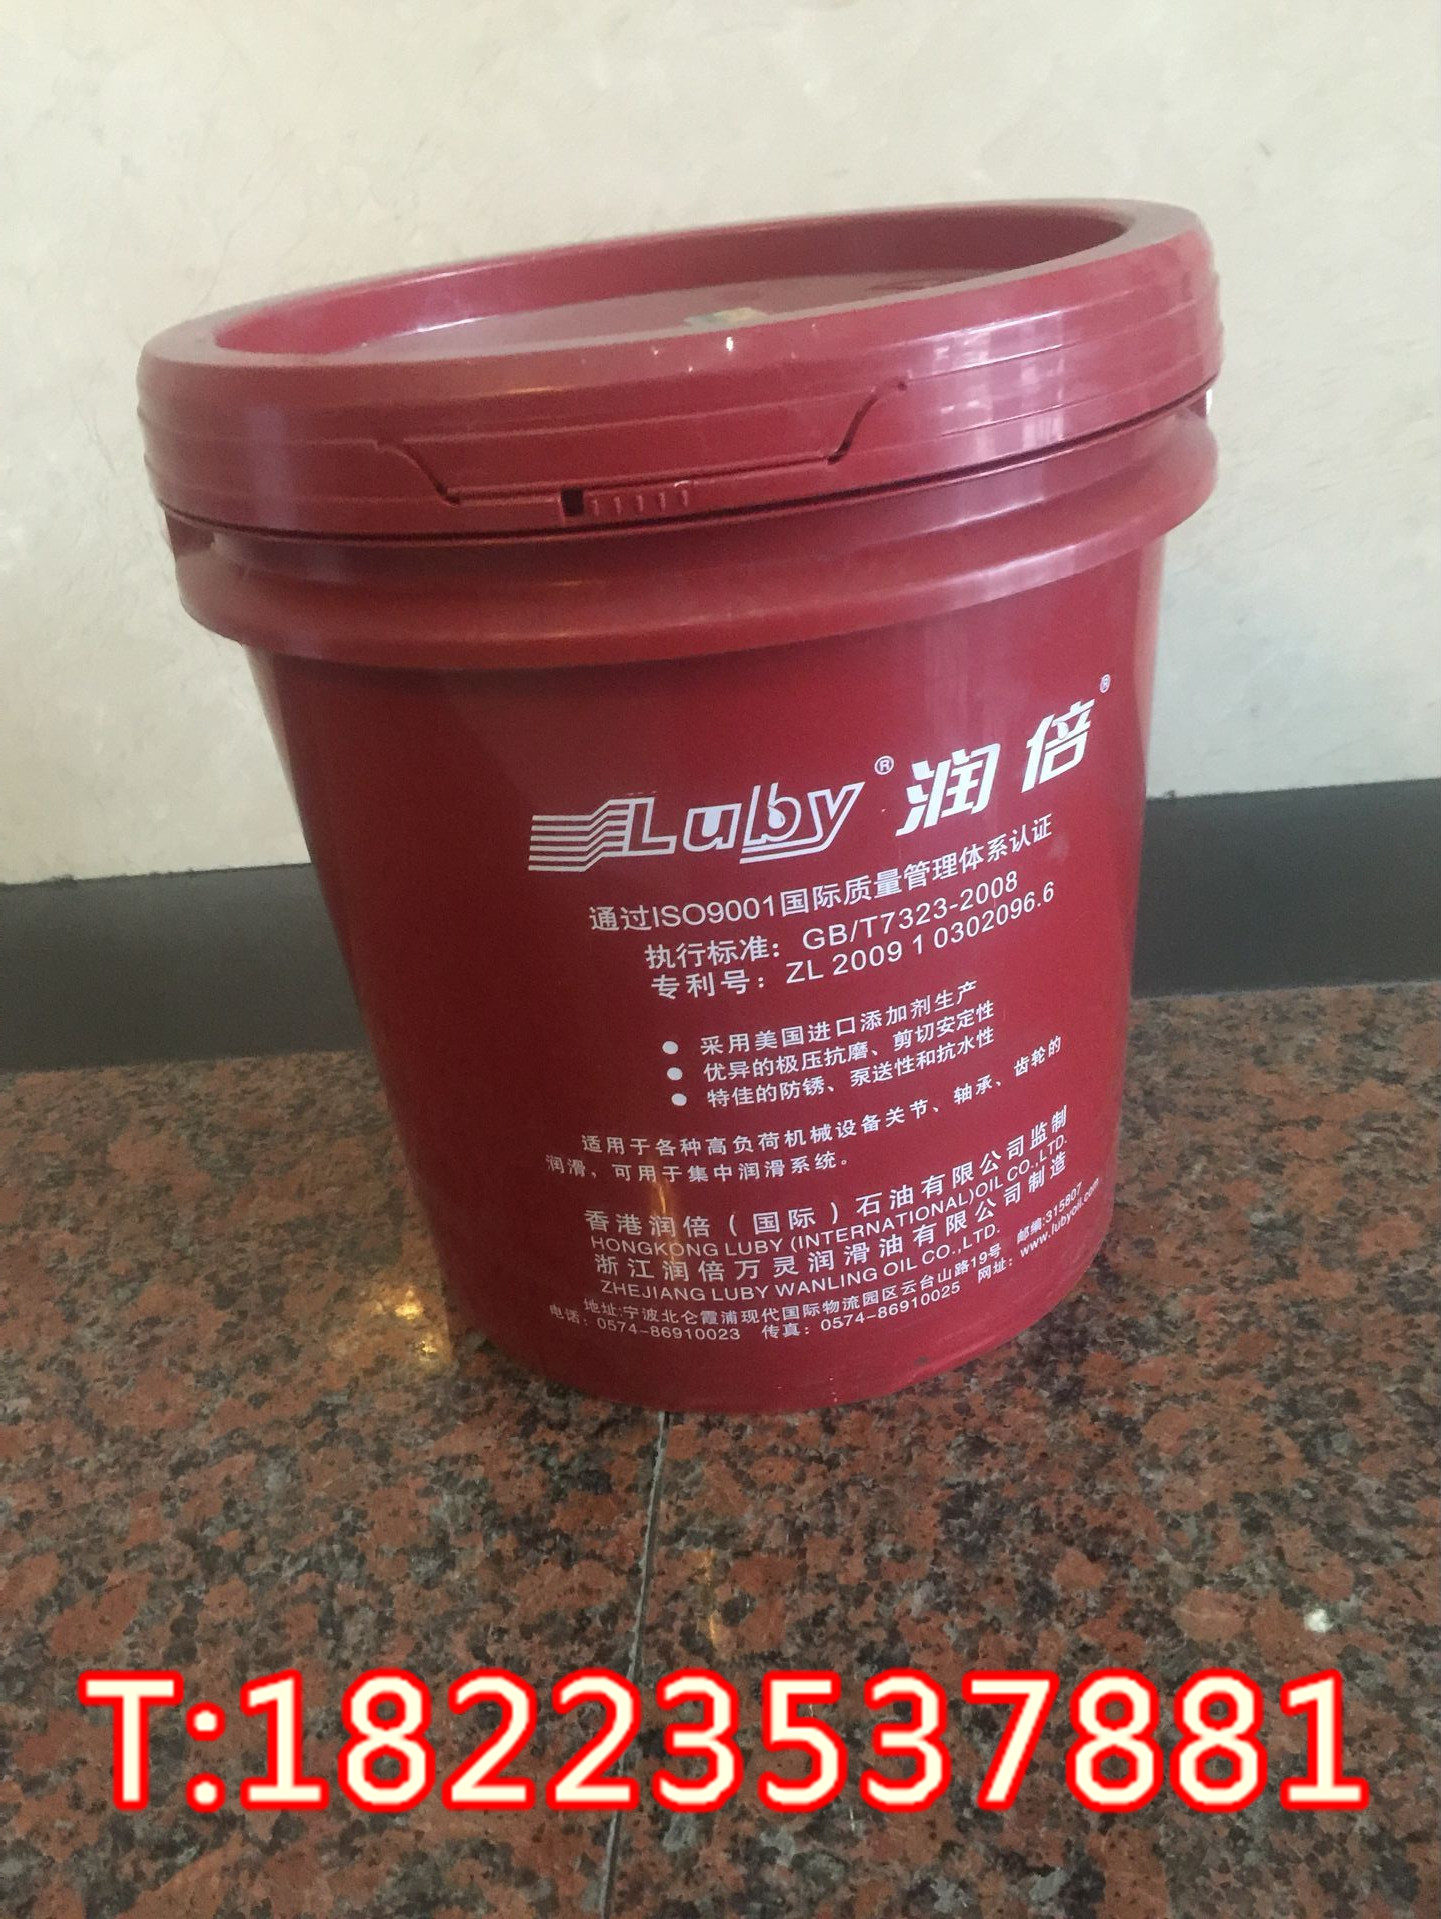 Luby® 润倍®
通过ISO9001国际质量管理体系认证
执行标准：GB/T7323-2008
专利号：ZL 2009 1 0302096.6
● 采用美国进口添加剂生产
● 优异的极压抗磨、剪切安定性
● 特佳的防锈、泵送性和抗水性
适用于各种高负荷机械设备关节、轴承、齿轮的
润滑，可用于集中润滑系统。
香港润倍（国际）石油有限公司监制
HONGKONG LUBY (INTERNATIONAL)OIL CO.,LTD.
浙江润倍万灵润滑油有限公司制造
ZHEJIANG LUBY WANLING OIL CO.,LTD.
地址:宁波北仑霞浦现代国际物流园区云台山路19号 邮编:315807
电话：0574-86910023 传真：0574-86910025 网址：www.lubyoil.com
T:18223537881